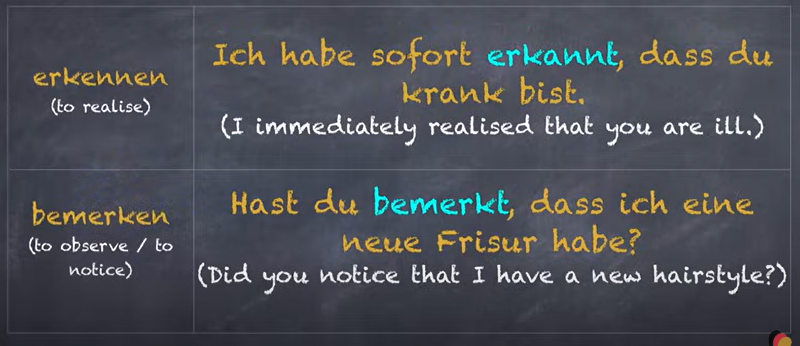 erkennen
(to realise)
Ich habe sofort erkannt, dass du
krank bist.
(I immediately realised that you are ill.)
bemerken
(to observe / to
notice)
Hast du bemerkt, dass ich eine
neue Frisur habe?
(Did you notice that I have a new hairstyle?)